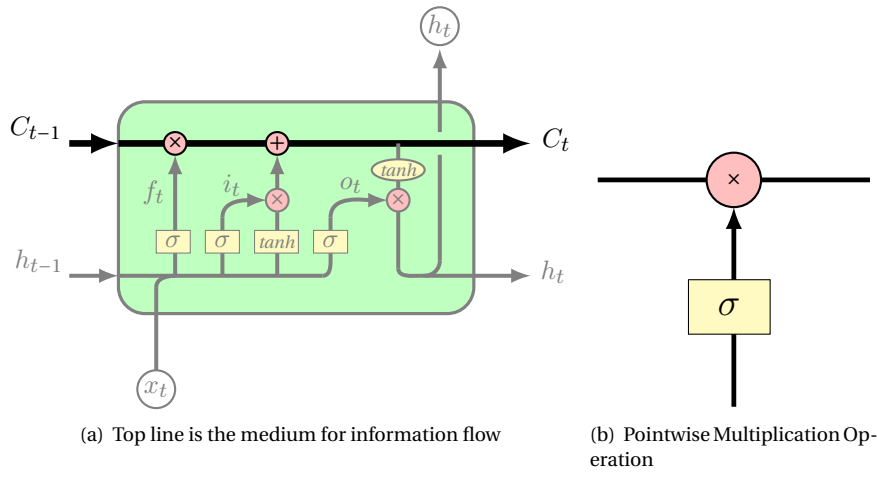 h_t
C_{t−1}
× +
C_t
tanh
f_t i_t × o_t ×
σ σ tanh σ
h_{t−1}
h_t
x_t
(a) Top line is the medium for information flow
×
σ
(b) Pointwise Multiplication Op-
eration